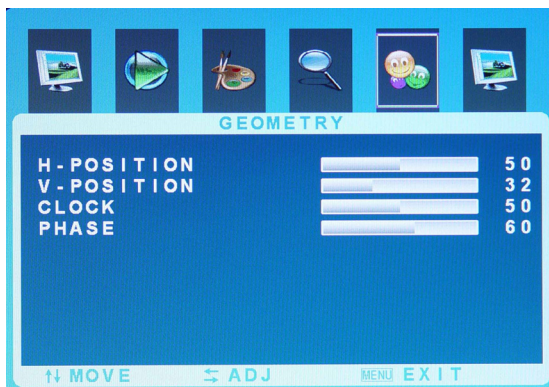 GEOMETRY
H-POSITION 50
V-POSITION 32
CLOCK 50
PHASE 60
↑↓ MOVE ⇆ ADJ MENU EXIT